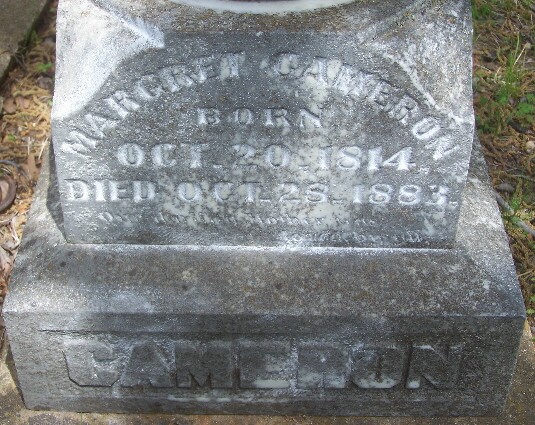 MARGRET CAMERON
BORN
OCT. 20. 1814.
DIED OCT. 28. 1883.
CAMERON